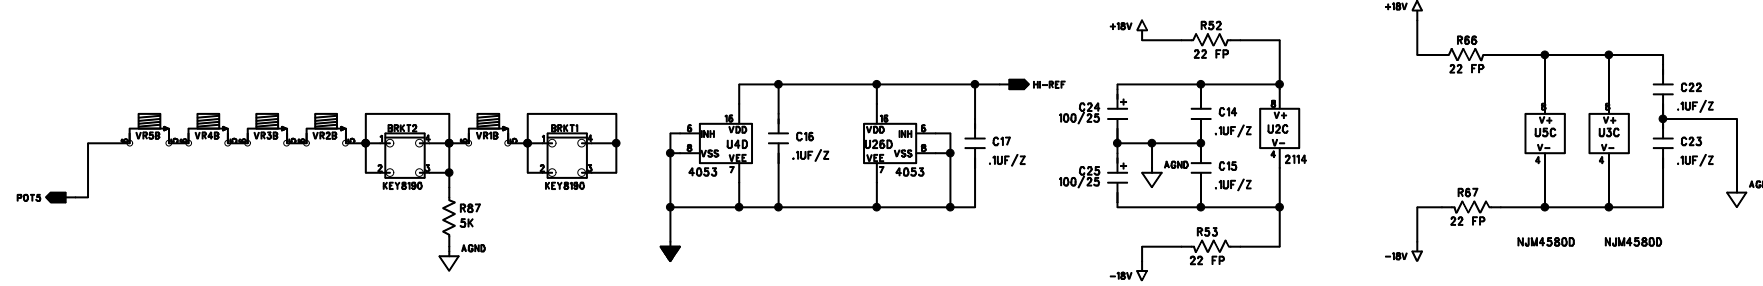 POT5
VR5B
VR4B
VR3B
VR2B
BRKT2
1
4
2
3
KEY8190
R87
5K
AGND
VR1B
BRKT1
1
4
2
3
KEY8190
HI-REF
16
VDD
6
INH
U4D
8
VSS
VEE
7
4053
C16
.1UF/Z
16
VDD
INH
6
U26D
VSS
8
VEE
7
4053
C17
.1UF/Z
+18V
R52
22 FP
C24
100/25
+
C14
.1UF/Z
8
V+
U2C
V-
4
2114
AGND
C25
100/25
+
C15
.1UF/Z
R53
22 FP
-18V
+18V
R66
22 FP
C22
.1UF/Z
8
V+
U5C
V-
4
8
V+
U3C
V-
4
C23
.1UF/Z
R67
22 FP
-18V
NJM4580D
NJM4580D